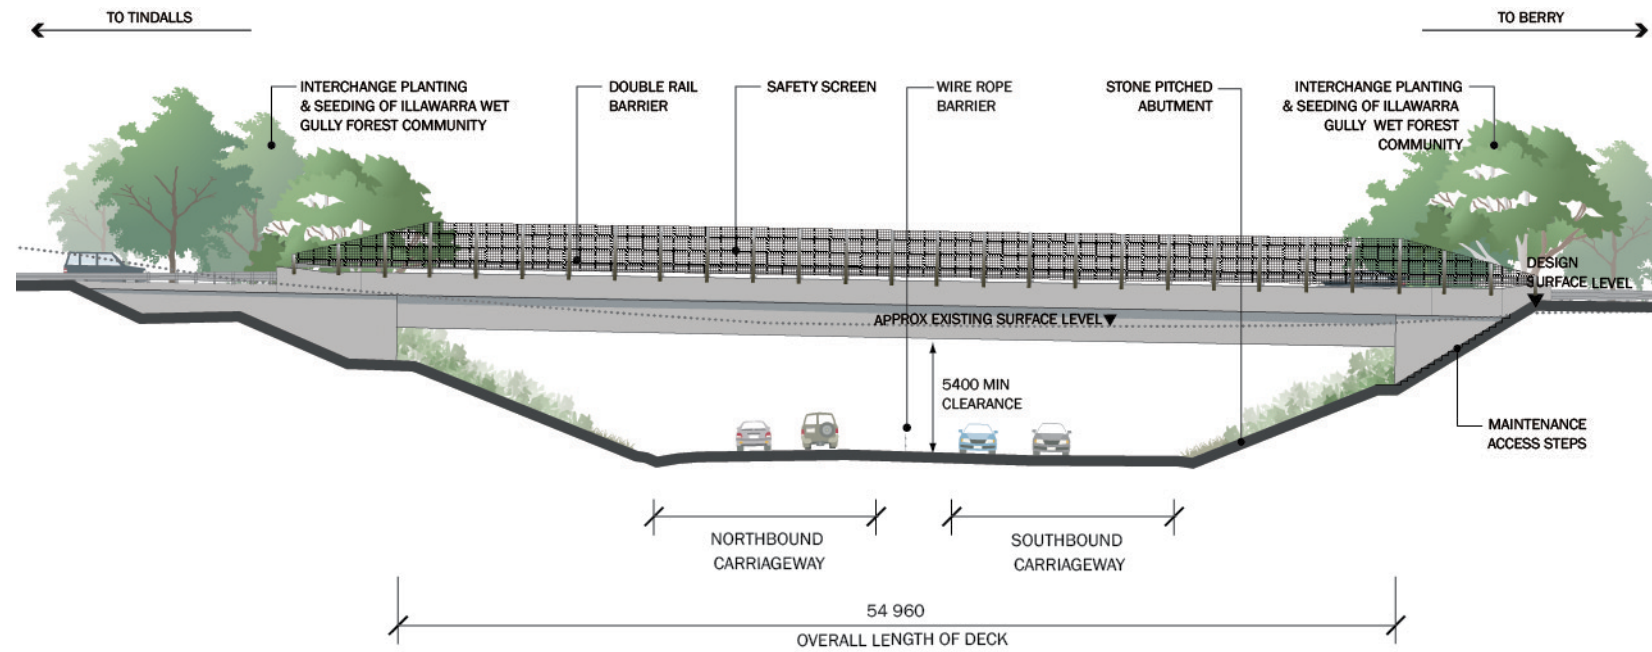 TO TINDALLS
TO BERRY
INTERCHANGE PLANTING
& SEEDING OF ILLAWARRA WET
GULLY FOREST COMMUNITY
DOUBLE RAIL
BARRIER
SAFETY SCREEN
WIRE ROPE
BARRIER
STONE PITCHED
ABUTMENT
INTERCHANGE PLANTING
& SEEDING OF ILLAWARRA
GULLY WET FOREST
COMMUNITY
DESIGN
SURFACE LEVEL
APPROX EXISTING SURFACE LEVEL
5400 MIN
CLEARANCE
MAINTENANCE
ACCESS STEPS
NORTHBOUND
CARRIAGEWAY
SOUTHBOUND
CARRIAGEWAY
54 960
OVERALL LENGTH OF DECK